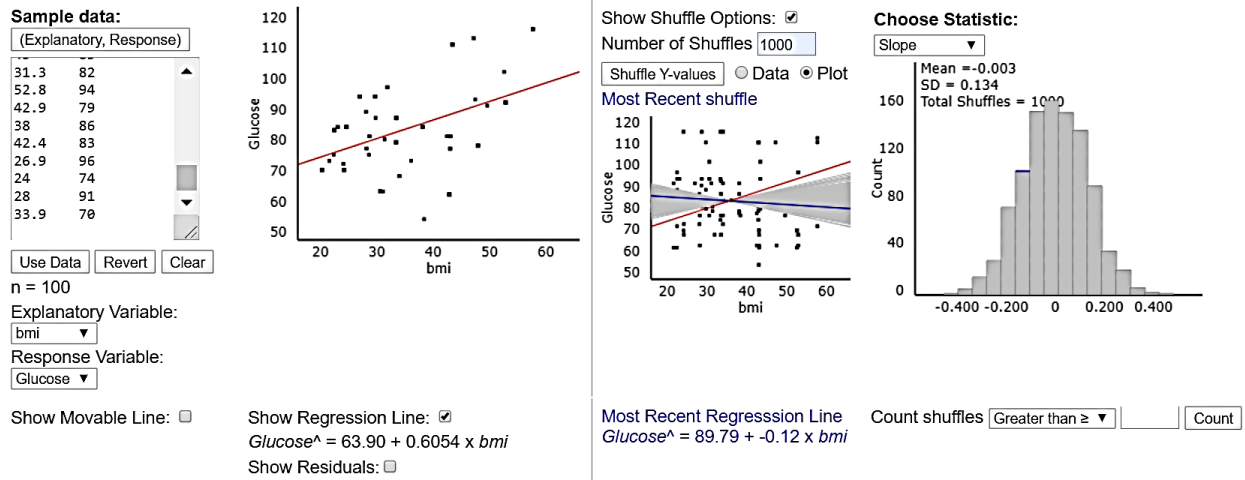 Sample data:
(Explanatory, Response)
31.3 82
52.8 94
42.9 79
38 86
42.4 83
26.9 96
24 74
28 91
33.9 70
Use Data Revert Clear
n = 100
Explanatory Variable:
bmi
Response Variable:
Glucose
Show Movable Line:
120
110
100
90
80
70
60
50
Glucose
20 30 40 50 60
bmi
Show Regression Line:
Glucose^ = 63.90 + 0.6054 x bmi
Show Residuals:
Show Shuffle Options:
Number of Shuffles 1000
Shuffle Y-values Data Plot
Most Recent shuffle
120
110
100
90
80
70
60
50
Glucose
20 30 40 50 60
bmi
Most Recent Regresssion Line
Glucose^ = 89.79 + -0.12 x bmi
Choose Statistic:
Slope
Mean =-0.003
SD = 0.134
Total Shuffles = 1000
160
120
80
40
0
Count
-0.400 -0.200 0 0.200 0.400
Count shuffles Greater than ≥ Count